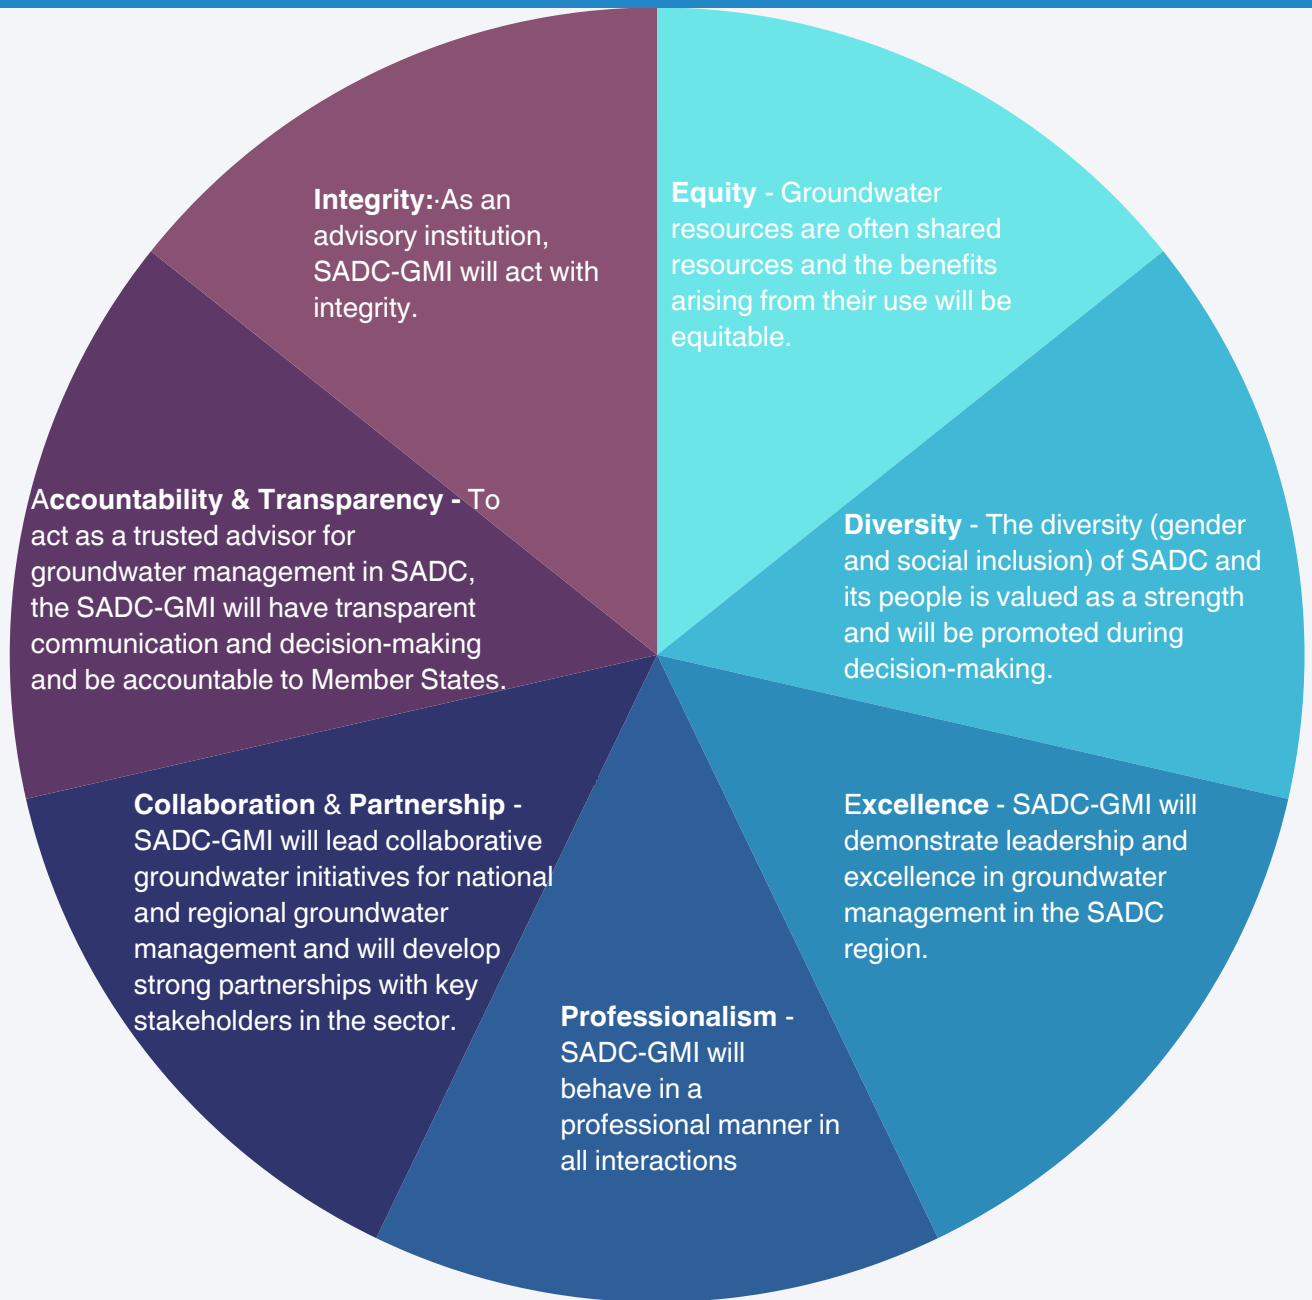 Integrity:·As an
advisory institution,
SADC-GMI will act with
integrity.
Equity - Groundwater
resources are often shared
resources and the benefits
arising from their use will be
equitable.
Accountability & Transparency - To
act as a trusted advisor for
groundwater management in SADC,
the SADC-GMI will have transparent
communication and decision-making
and be accountable to Member States.
Diversity - The diversity (gender
and social inclusion) of SADC and
its people is valued as a strength
and will be promoted during
decision-making.
Collaboration & Partnership -
SADC-GMI will lead collaborative
groundwater initiatives for national
and regional groundwater
management and will develop
strong partnerships with key
stakeholders in the sector.
Excellence - SADC-GMI will
demonstrate leadership and
excellence in groundwater
management in the SADC
region.
Professionalism -
SADC-GMI will
behave in a
professional manner in
all interactions